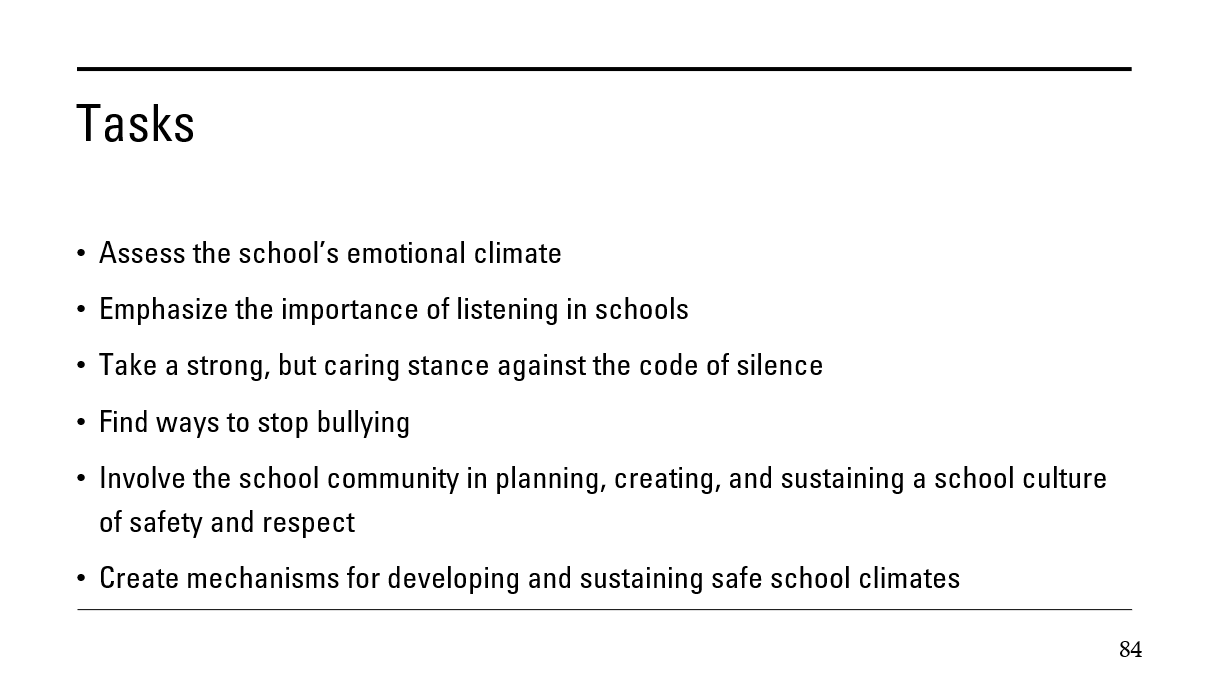 Tasks
• Assess the school’s emotional climate
• Emphasize the importance of listening in schools
• Take a strong, but caring stance against the code of silence
• Find ways to stop bullying
• Involve the school community in planning, creating, and sustaining a school culture
of safety and respect
• Create mechanisms for developing and sustaining safe school climates
84